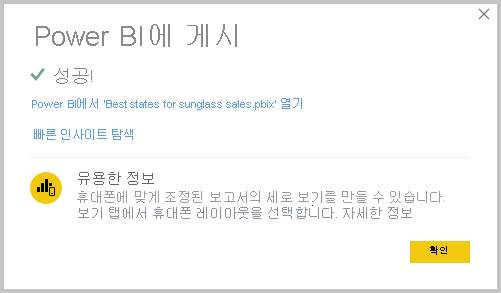 Power BI에 게시
성공!
Power BI에서 'Best states for sunglass sales.pbix' 열기
빠른 인사이트 탐색
유용한 정보
휴대폰에 맞게 조정된 보고서의 세로 보기를 만들 수 있습니다.
보기 탭에서 휴대폰 레이아웃을 선택합니다. 자세한 정보
확인